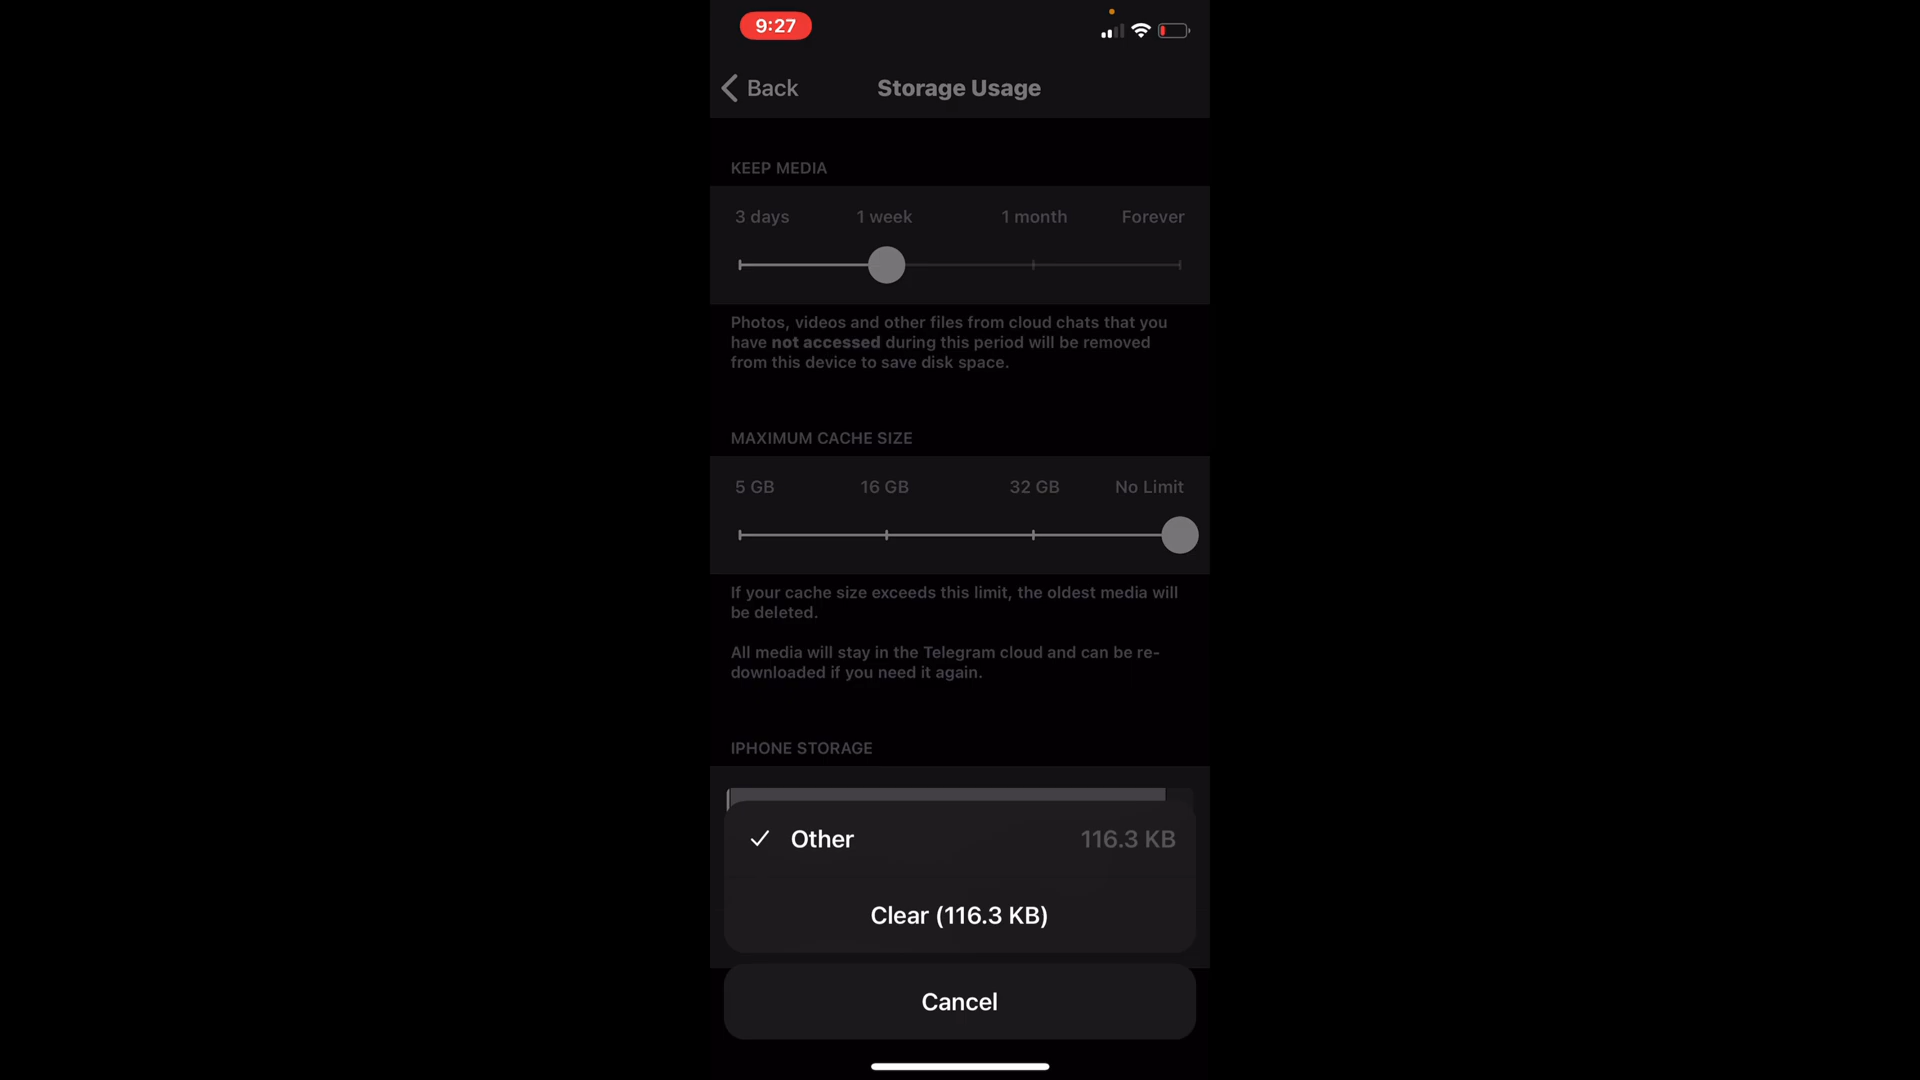 9:27
Back
Storage Usage
KEEP MEDIA
3 days 1 week 1 month Forever
Photos, videos and other files from cloud chats that you
have not accessed during this period will be removed
from this device to save disk space.
MAXIMUM CACHE SIZE
5 GB 16 GB 32 GB No Limit
If your cache size exceeds this limit, the oldest media will
be deleted.
All media will stay in the Telegram cloud and can be re-
downloaded if you need it again.
IPHONE STORAGE
Other 116.3 KB
Clear (116.3 KB)
Cancel